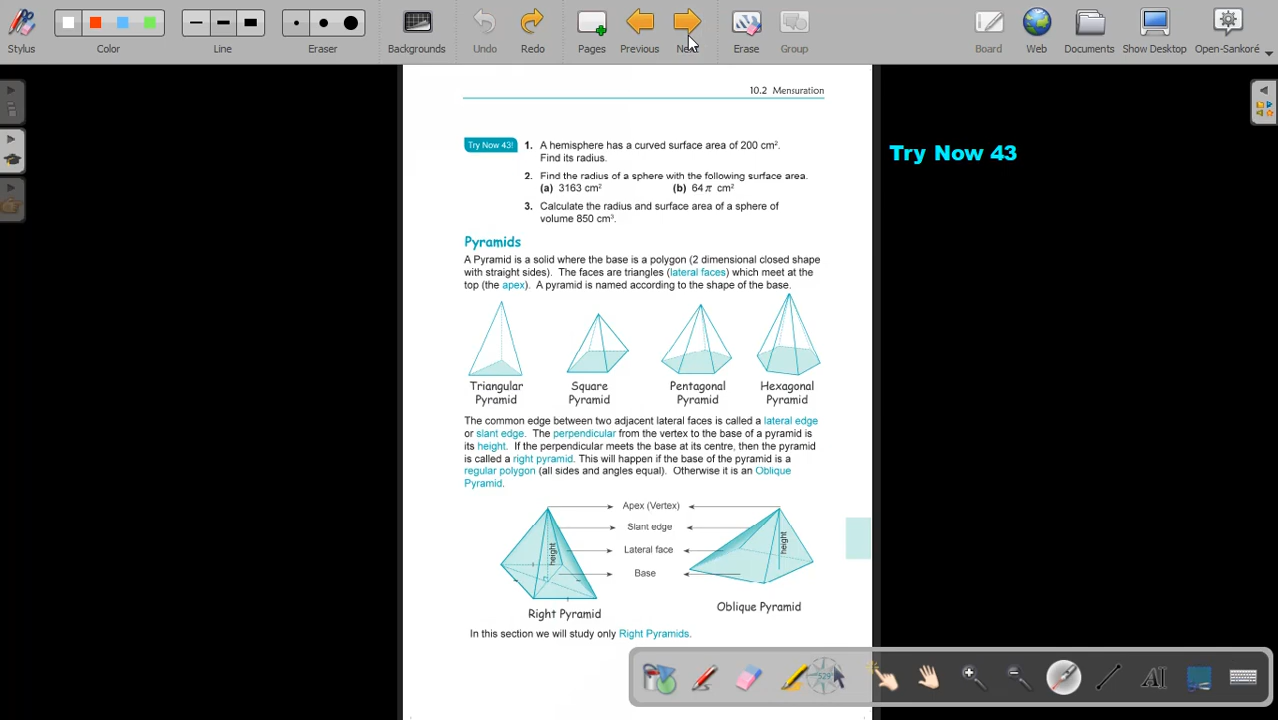 Stylus
Color
Eraser
Backgrounds
Undo
Redo
Pages
Previous
Erase
Group
Board
Web
Documents
Show Desktop
Open-Sankoré
10.2 Mensuration
Try Now 43!
1. A hemisphere has a curved surface area of 200 cm².
Find its radius.
2. Find the radius of a sphere with the following surface area.
(a) 3163 cm² (b) 64 π cm²
3. Calculate the radius and surface area of a sphere of
volume 850 cm³.
Try Now 43
Pyramids
A Pyramid is a solid where the base is a polygon (2 dimensional closed shape
with straight sides). The faces are triangles (lateral faces) which meet at the
top (the apex). A pyramid is named according to the shape of the base.
Triangular
Pyramid
Square
Pyramid
Pentagonal
Pyramid
Hexagonal
Pyramid
The common edge between two adjacent lateral faces is called a lateral edge
or slant edge. The perpendicular from the vertex to the base of a pyramid is
its height. If the perpendicular meets the base at its centre, then the pyramid
is called a right pyramid. This will happen if the base of the pyramid is a
regular polygon (all sides and angles equal). Otherwise it is an Oblique
Pyramid.
Apex (Vertex)
Slant edge
Lateral face
Base
height
height
Right Pyramid
Oblique Pyramid
In this section we will study only Right Pyramids.